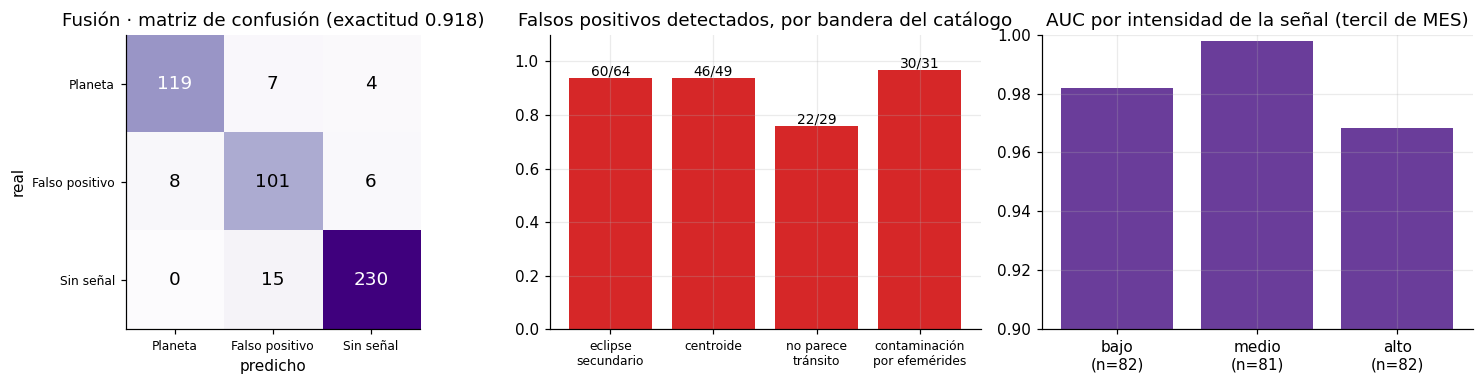 Fusión · matriz de confusión (exactitud 0.918)
real
Planeta
Falso positivo
Sin señal
119 7 4
8 101 6
0 15 230
Planeta Falso positivo Sin señal
predicho
Falsos positivos detectados, por bandera del catálogo
1.0
0.8
0.6
0.4
0.2
0.0
60/64 46/49 22/29 30/31
eclipse
secundario
centroide
no parece
tránsito
contaminación
por efemérides
AUC por intensidad de la señal (tercil de MES)
1.00
0.98
0.96
0.94
0.92
0.90
bajo
(n=82)
medio
(n=81)
alto
(n=82)